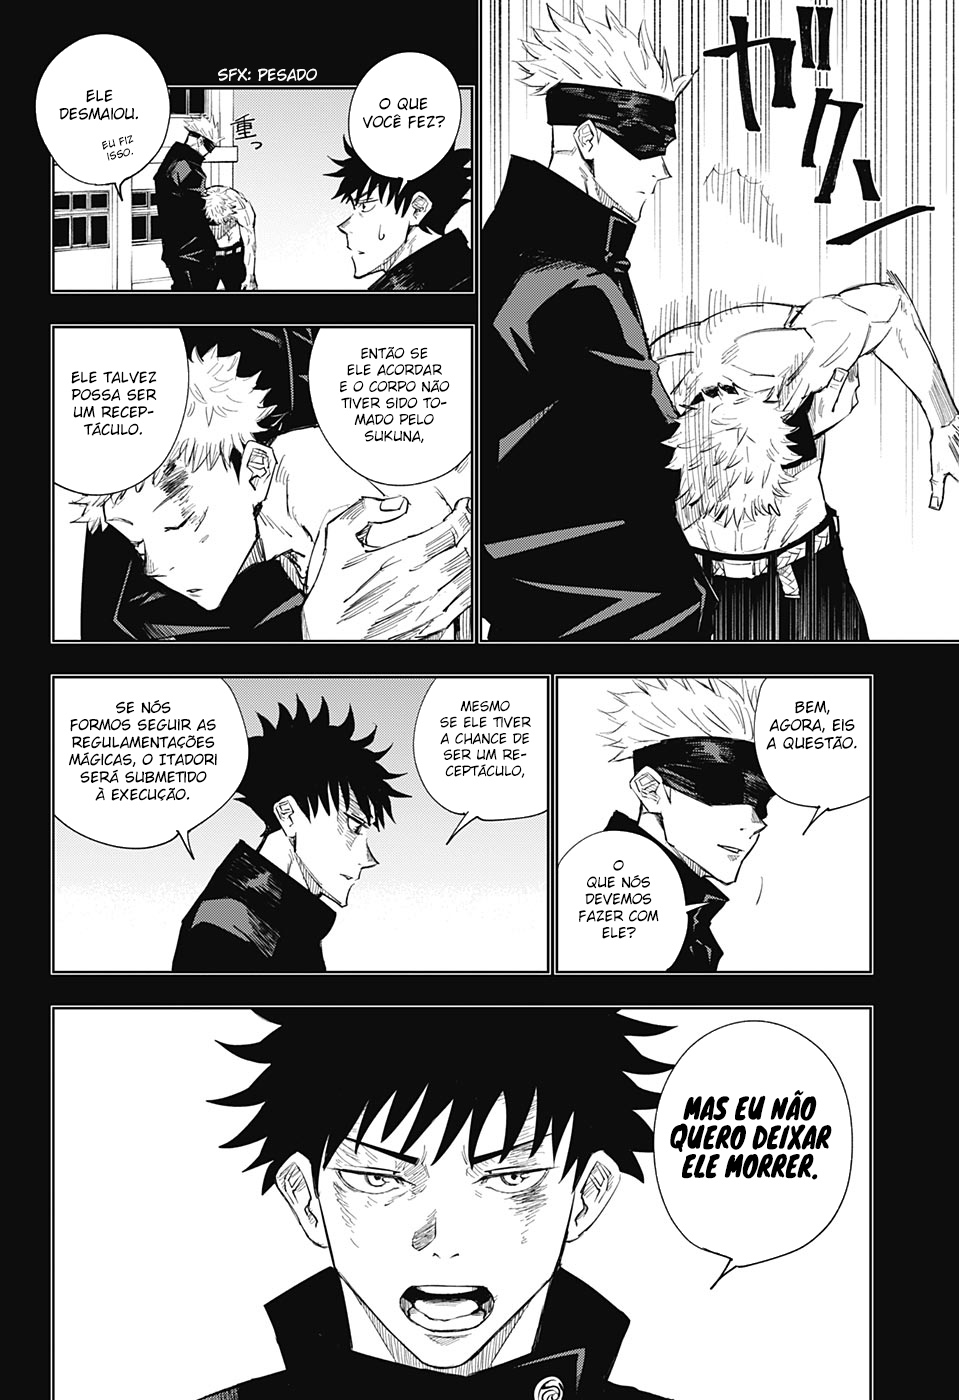 ガクン
SFX: PESADO
重っ
O QUE
VOCÊ FEZ?
ELE
DESMAIOU.
EU FIZ
ISSO.
ENTÃO SE
ELE ACORDAR
E O CORPO NÃO
TIVER SIDO TO-
MADO PELO
SUKUNA,
ELE TALVEZ
POSSA SER
UM RECEP-
TÁCULO.
BEM,
AGORA, EIS
A QUESTÃO.
O
QUE NÓS
DEVEMOS
FAZER COM
ELE?
MESMO
SE ELE TIVER
A CHANCE DE
SER UM RE-
CEPTÁCULO,
SE NÓS
FORMOS SEGUIR AS
REGULAMENTAÇÕES
MÁGICAS, O ITADORI
SERÁ SUBMETIDO
À EXECUÇÃO.
MAS EU NÃO
QUERO DEIXAR
ELE MORRER.